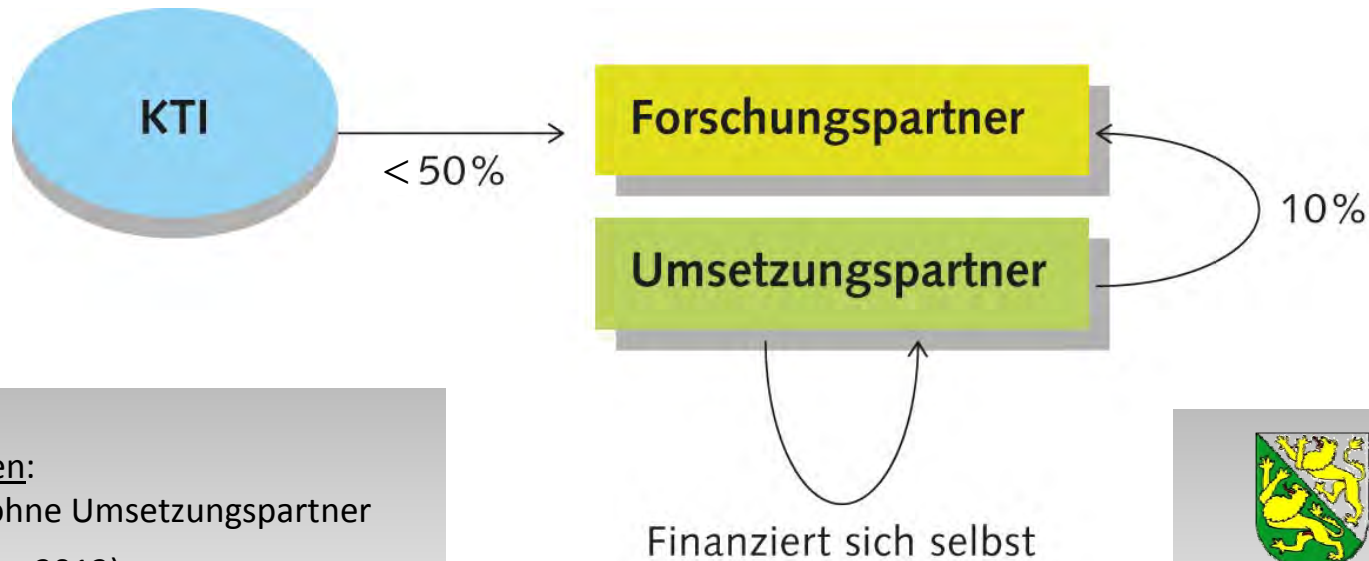 KTI
< 50%
Forschungspartner
Umsetzungspartner
10%
Finanziert sich selbst
en:
ohne Umsetzungspartner